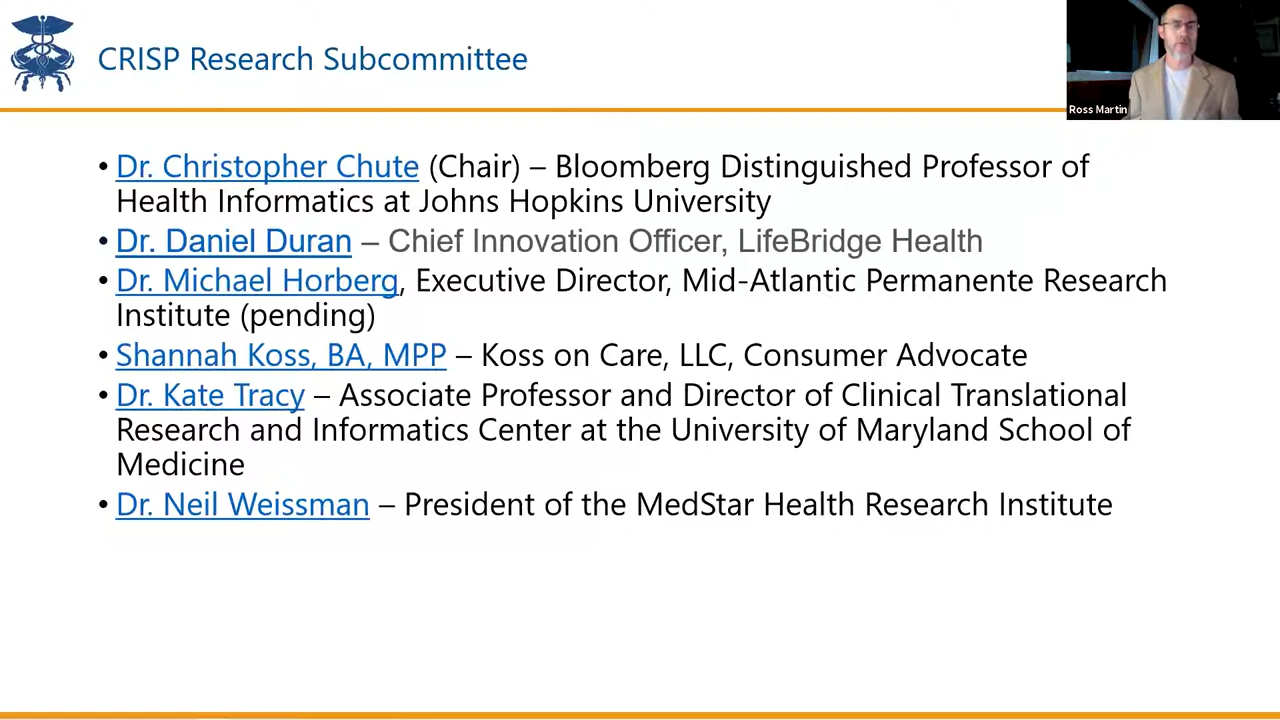 CRISP Research Subcommittee
Ross Martin
• Dr. Christopher Chute (Chair) – Bloomberg Distinguished Professor of
Health Informatics at Johns Hopkins University
• Dr. Daniel Duran – Chief Innovation Officer, LifeBridge Health
• Dr. Michael Horberg, Executive Director, Mid-Atlantic Permanente Research
Institute (pending)
• Shannah Koss, BA, MPP – Koss on Care, LLC, Consumer Advocate
• Dr. Kate Tracy – Associate Professor and Director of Clinical Translational
Research and Informatics Center at the University of Maryland School of
Medicine
• Dr. Neil Weissman – President of the MedStar Health Research Institute